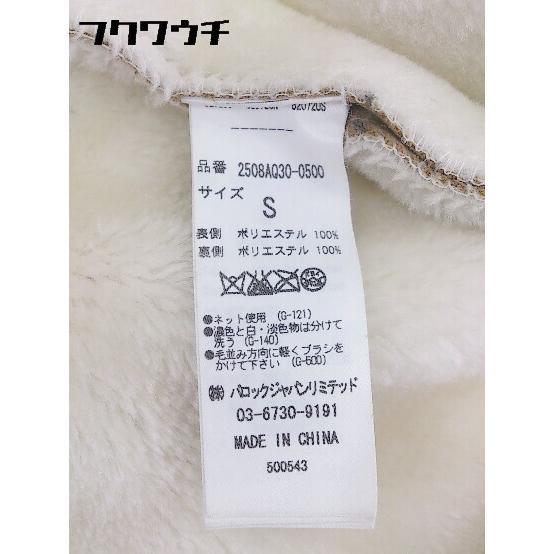 フクワウチ
-------
品番 2508AQ30-0500
サイズ
S
表側 ポリエステル 100%
裏側 ポリエステル 100%
●ネット使用 (G-121)
●濃色と白・淡色物は分けて
洗う (G-140)
●毛並み方向に軽くブラシを
かけて下さい (G-600)
㈱バロックジャパンリミテッド
03-6730-9191
MADE IN CHINA
500543